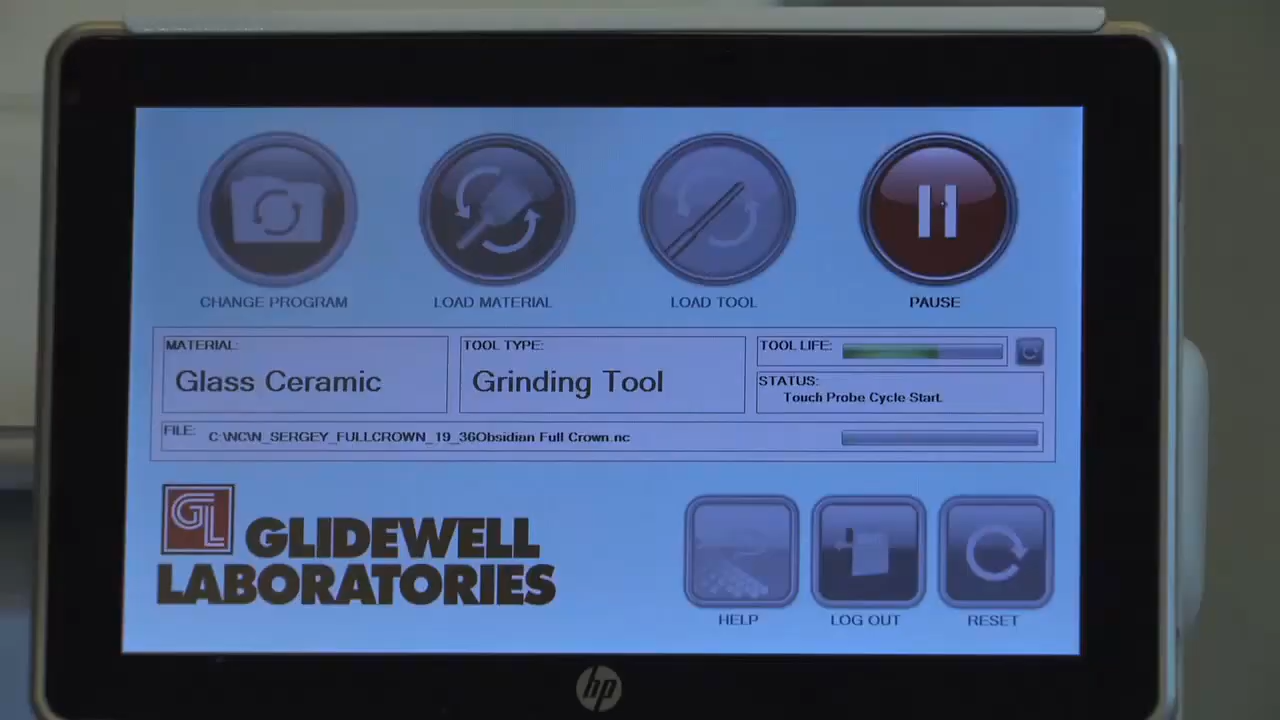 CHANGE PROGRAM
LOAD MATERIAL
LOAD TOOL
PAUSE
MATERIAL:
Glass Ceramic
TOOL TYPE:
Grinding Tool
TOOL LIFE:
STATUS:
Touch Probe Cycle Start.
FILE:
C:\NC\N_SERGEY_FULLCROWN_19_36Obsidian Full Crown.nc
GL
GLIDEWELL
LABORATORIES
HELP
LOG OUT
RESET
hp